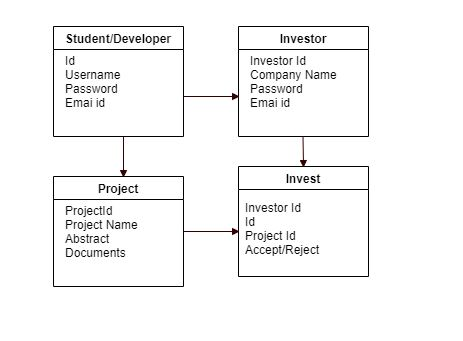 Student/Developer
Id
Username
Password
Emai id
Investor
Investor Id
Company Name
Password
Emai id
Project
ProjectId
Project Name
Abstract
Documents
Invest
Investor Id
Id
Project Id
Accept/Reject